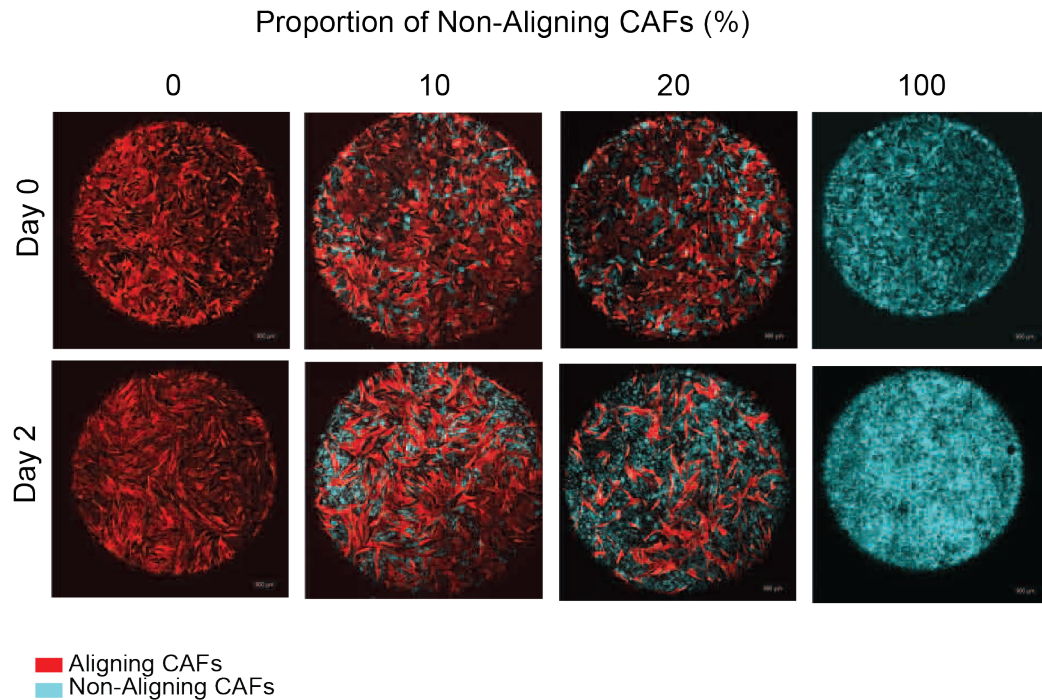 Proportion of Non-Aligning CAFs (%)
0 10 20 100
Day 0
Day 2
Aligning CAFs
Non-Aligning CAFs